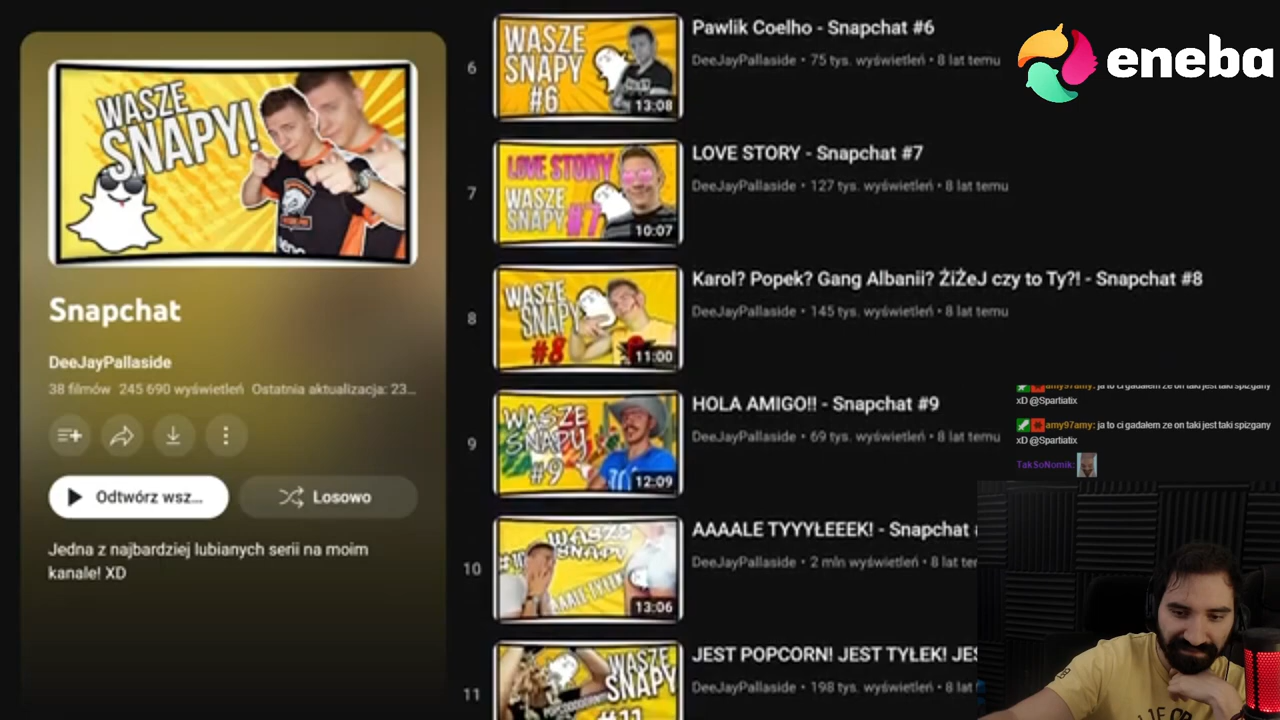 WASZE
SNAPY!
Snapchat
DeeJayPallaside
38 filmów 245 690 wyświetleń Ostatnia aktualizacja: 23...
Odtwórz wsz...
Losowo
Jedna z najbardziej lubianych serii na moim
kanale! XD
6
WASZE
SNAPY
#6
13:08
Pawlik Coelho - Snapchat #6
DeeJayPallaside • 75 tys. wyświetleń • 8 lat temu
7
LOVE STORY
WASZE
SNAPY #7
10:07
LOVE STORY - Snapchat #7
DeeJayPallaside • 127 tys. wyświetleń • 8 lat temu
8
WASZE
SNAPY
#8
11:00
Karol? Popek? Gang Albanii? ŻiŻeJ czy to Ty?! - Snapchat #8
DeeJayPallaside • 145 tys. wyświetleń • 8 lat temu
9
WASZE
SNAPY
#9
12:09
HOLA AMIGO!! - Snapchat #9
DeeJayPallaside • 69 tys. wyświetleń • 8 lat temu
10
WASZE
SNAPY
13:06
AAAALE TYYYŁEEEK! - Snapchat
DeeJayPallaside • 2 mln wyświetleń • 8 lat ter
11
WASZE
SNAPY
#11
JEST POPCORN! JEST TYŁEK! JES
DeeJayPallaside • 198 tys. wyświetleń • 8 lat
eneba
amy97amy: ja to ci gadałem ze on taki jest taki spizgany
xD @Spartiatix
amy97amy: ja to ci gadałem ze on taki jest taki spizgany
xD @Spartiatix
TakSoNomik: